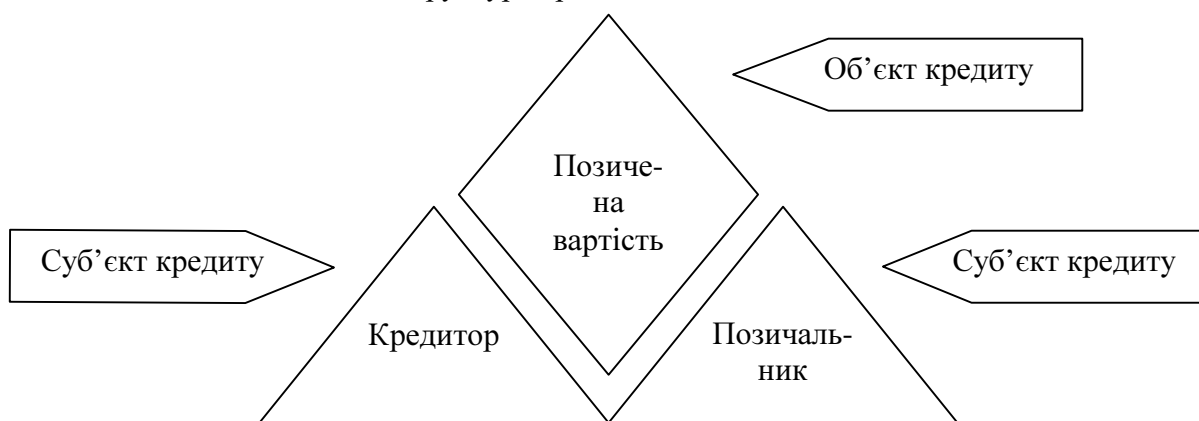 Об’єкт кредиту
Позиче-
на
вартість
Суб’єкт кредиту
Суб’єкт кредиту
Кредитор
Позичаль-
ник